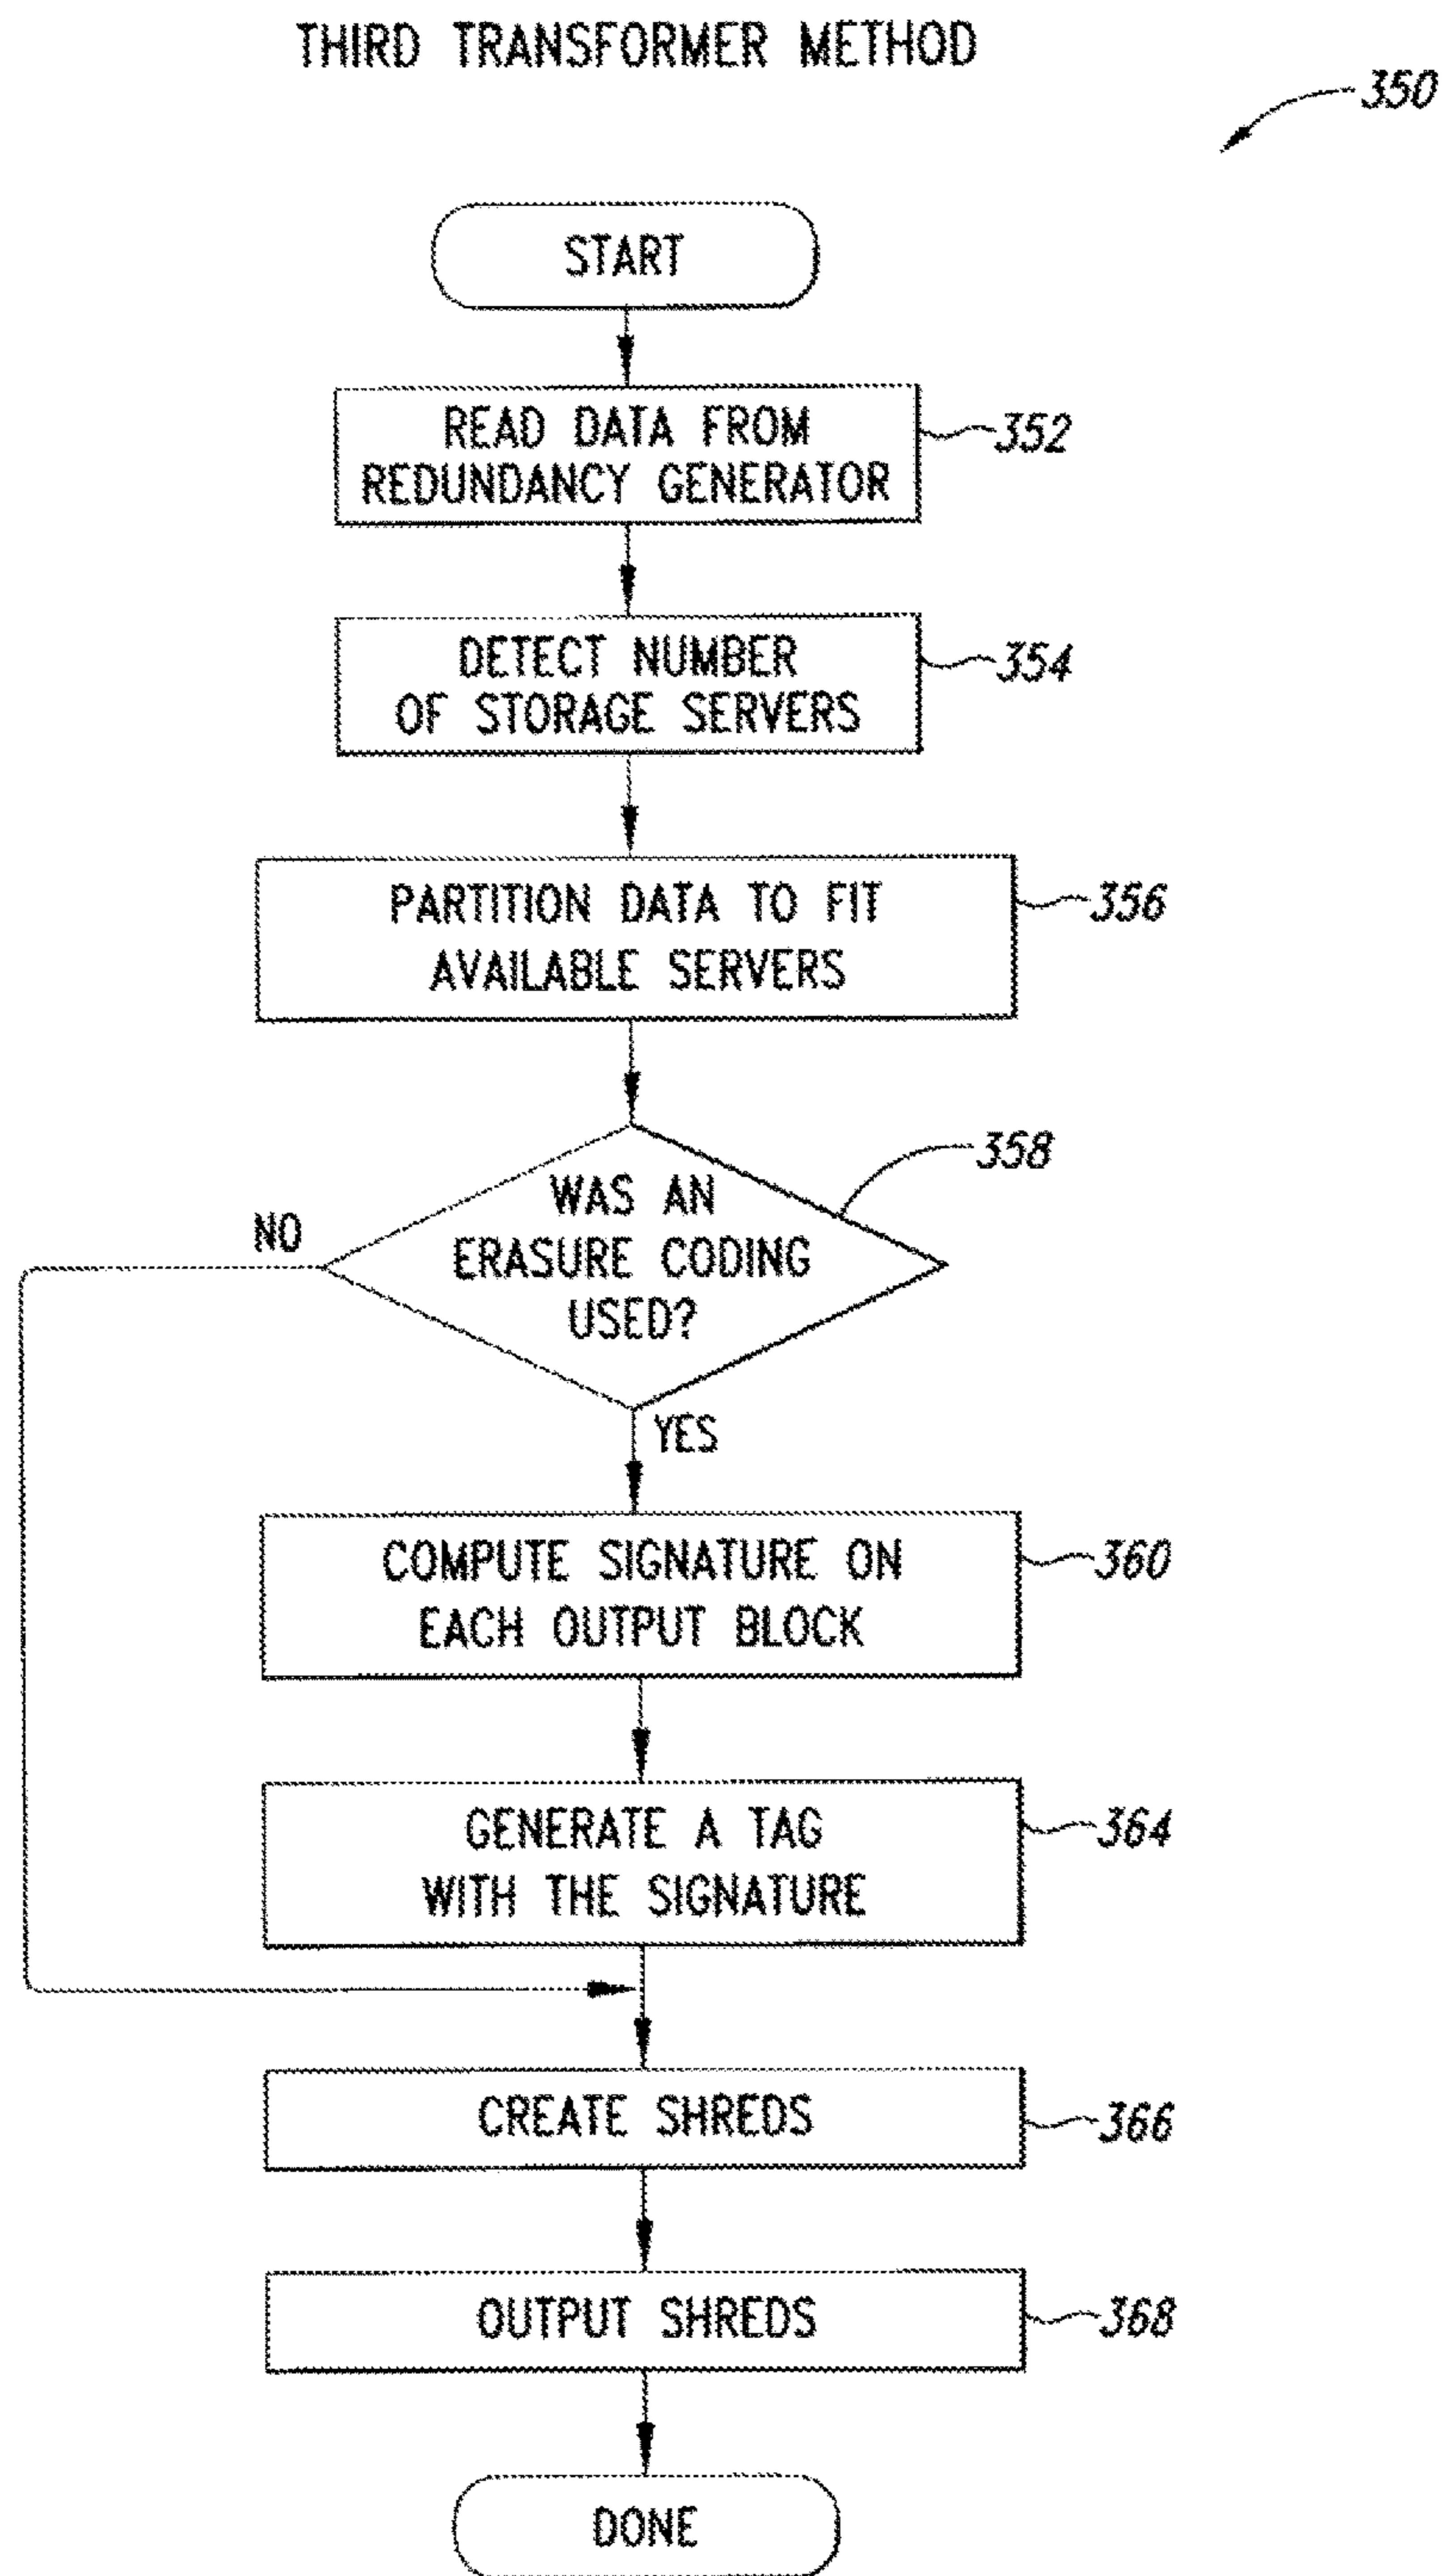 THIRD TRANSFORMER METHOD
350
START
READ DATA FROM
REDUNDANCY GENERATOR
352
DETECT NUMBER
OF STORAGE SERVERS
354
PARTITION DATA TO FIT
AVAILABLE SERVERS
356
358
WAS AN
ERASURE CODING
USED?
NO
YES
COMPUTE SIGNATURE ON
EACH OUTPUT BLOCK
360
GENERATE A TAG
WITH THE SIGNATURE
364
CREATE SHREDS
366
OUTPUT SHREDS
368
DONE